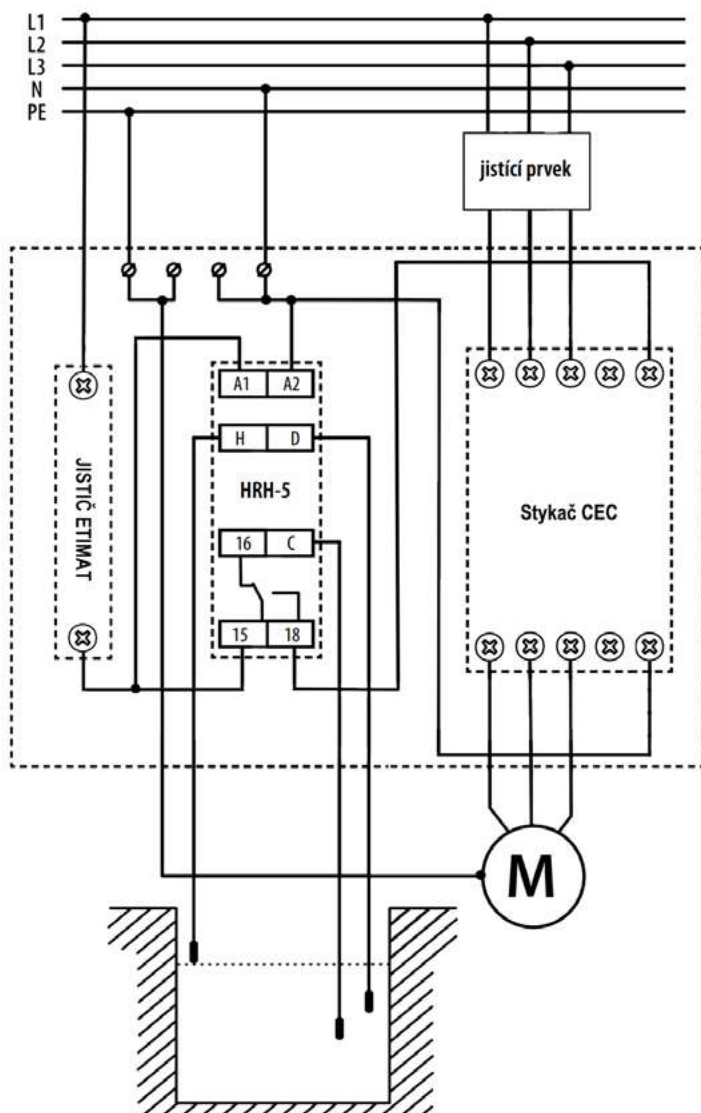 L1
L2
L3
N
PE
jistící prvek
A1 A2
H D
HRH-5
16 C
15 18
JISTIČ ETIMAT
Stykač CEC
M